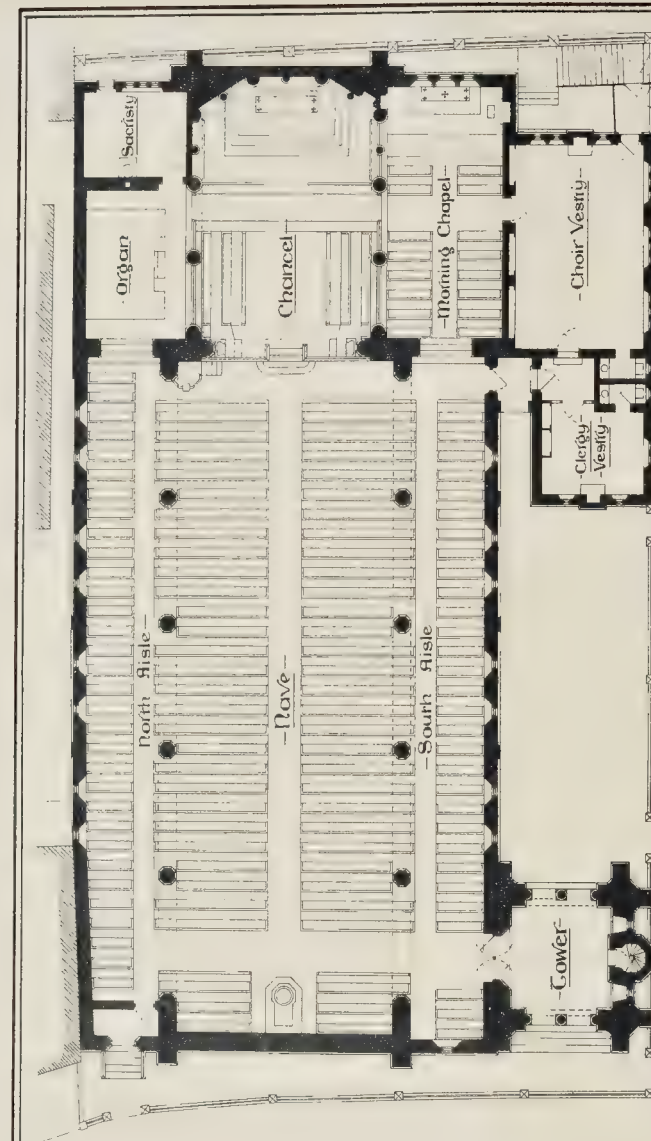 Sacristy
Organ
Chancel
Morning Chapel
Choir Vestry
Clergy
Vestry
North Aisle
Nave
South Aisle
Tower